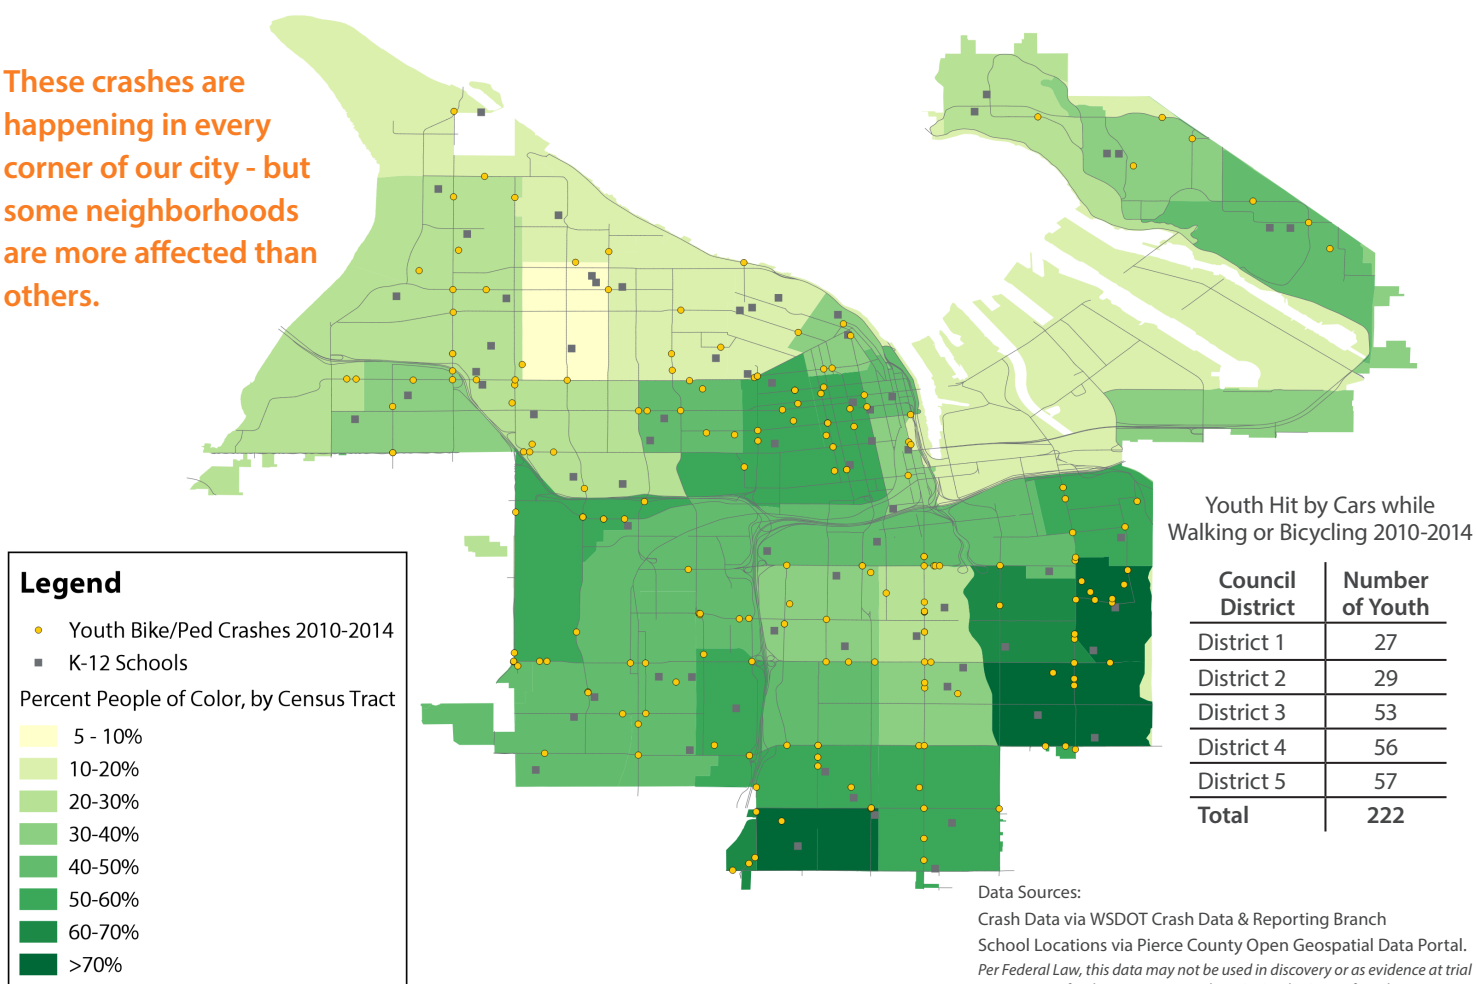 These crashes are
happening in every
corner of our city - but
some neighborhoods
are more affected than
others.
Legend
Youth Bike/Ped Crashes 2010-2014
K-12 Schools
Percent People of Color, by Census Tract
5 - 10%
10-20%
20-30%
30-40%
40-50%
50-60%
60-70%
>70%
Youth Hit by Cars while
Walking or Bicycling 2010-2014
Council District Number of Youth
District 1 27
District 2 29
District 3 53
District 4 56
District 5 57
Total 222
Data Sources:
Crash Data via WSDOT Crash Data & Reporting Branch
School Locations via Pierce County Open Geospatial Data Portal.
Per Federal Law, this data may not be used in discovery or as evidence at trial